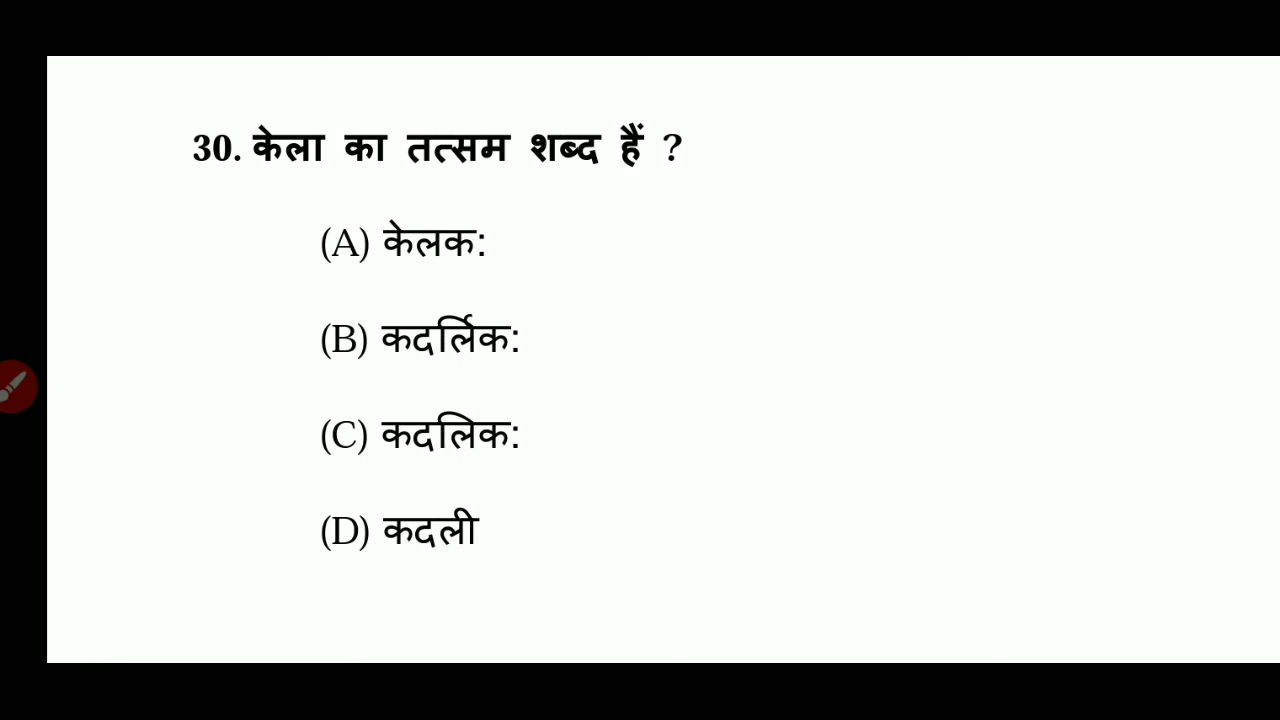 30. केला का तत्सम शब्द हैं ?
(A) केलक:
(B) कदर्लिक:
(C) कदलिक:
(D) कदली